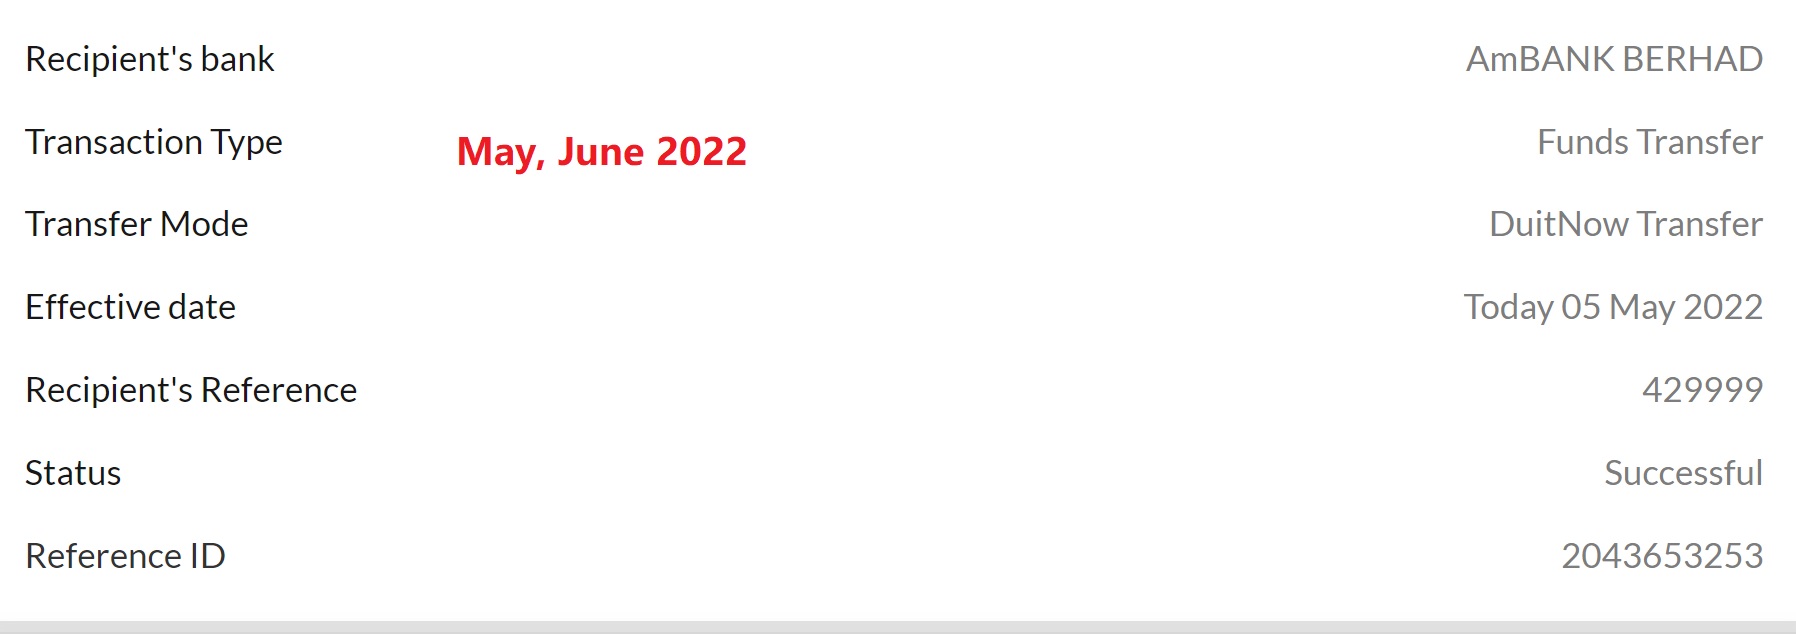 Recipient's bank AmBANK BERHAD
Transaction Type May, June 2022 Funds Transfer
Transfer Mode DuitNow Transfer
Effective date Today 05 May 2022
Recipient's Reference 429999
Status Successful
Reference ID 2043653253